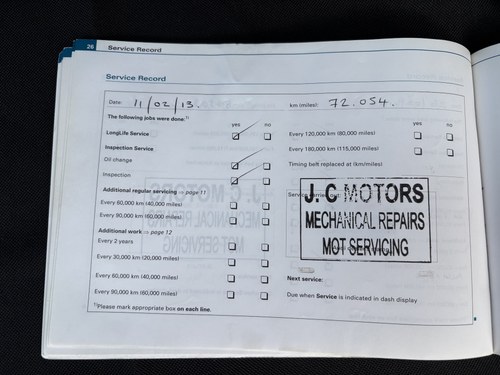 26 Service Record
Service Record
Date: 11/02/13. km (miles) 72.054.
The following jobs were done:¹⁾
yes no yes no
LongLife Service
Every 120,000 km (80,000 miles)
Inspection Service
Every 180,000 km (115,000 miles)
Oil change
Timing belt replaced at (km/miles)
Inspection
Additional regular servicing ⇒ page 11
Every 60,000 km (40,000 miles)
Every 90,000 km (60,000 miles)
Additional work ⇒ page 12
Every 2 years
Every 30,000 km (20,000 miles)
Every 60,000 km (40,000 miles)
Every 90,000 km (60,000 miles)
J.C MOTORS
MECHANICAL REPAIRS
MOT SERVICING
Next service:
Due when Service is indicated in dash display
¹⁾Please mark appropriate box on each line.